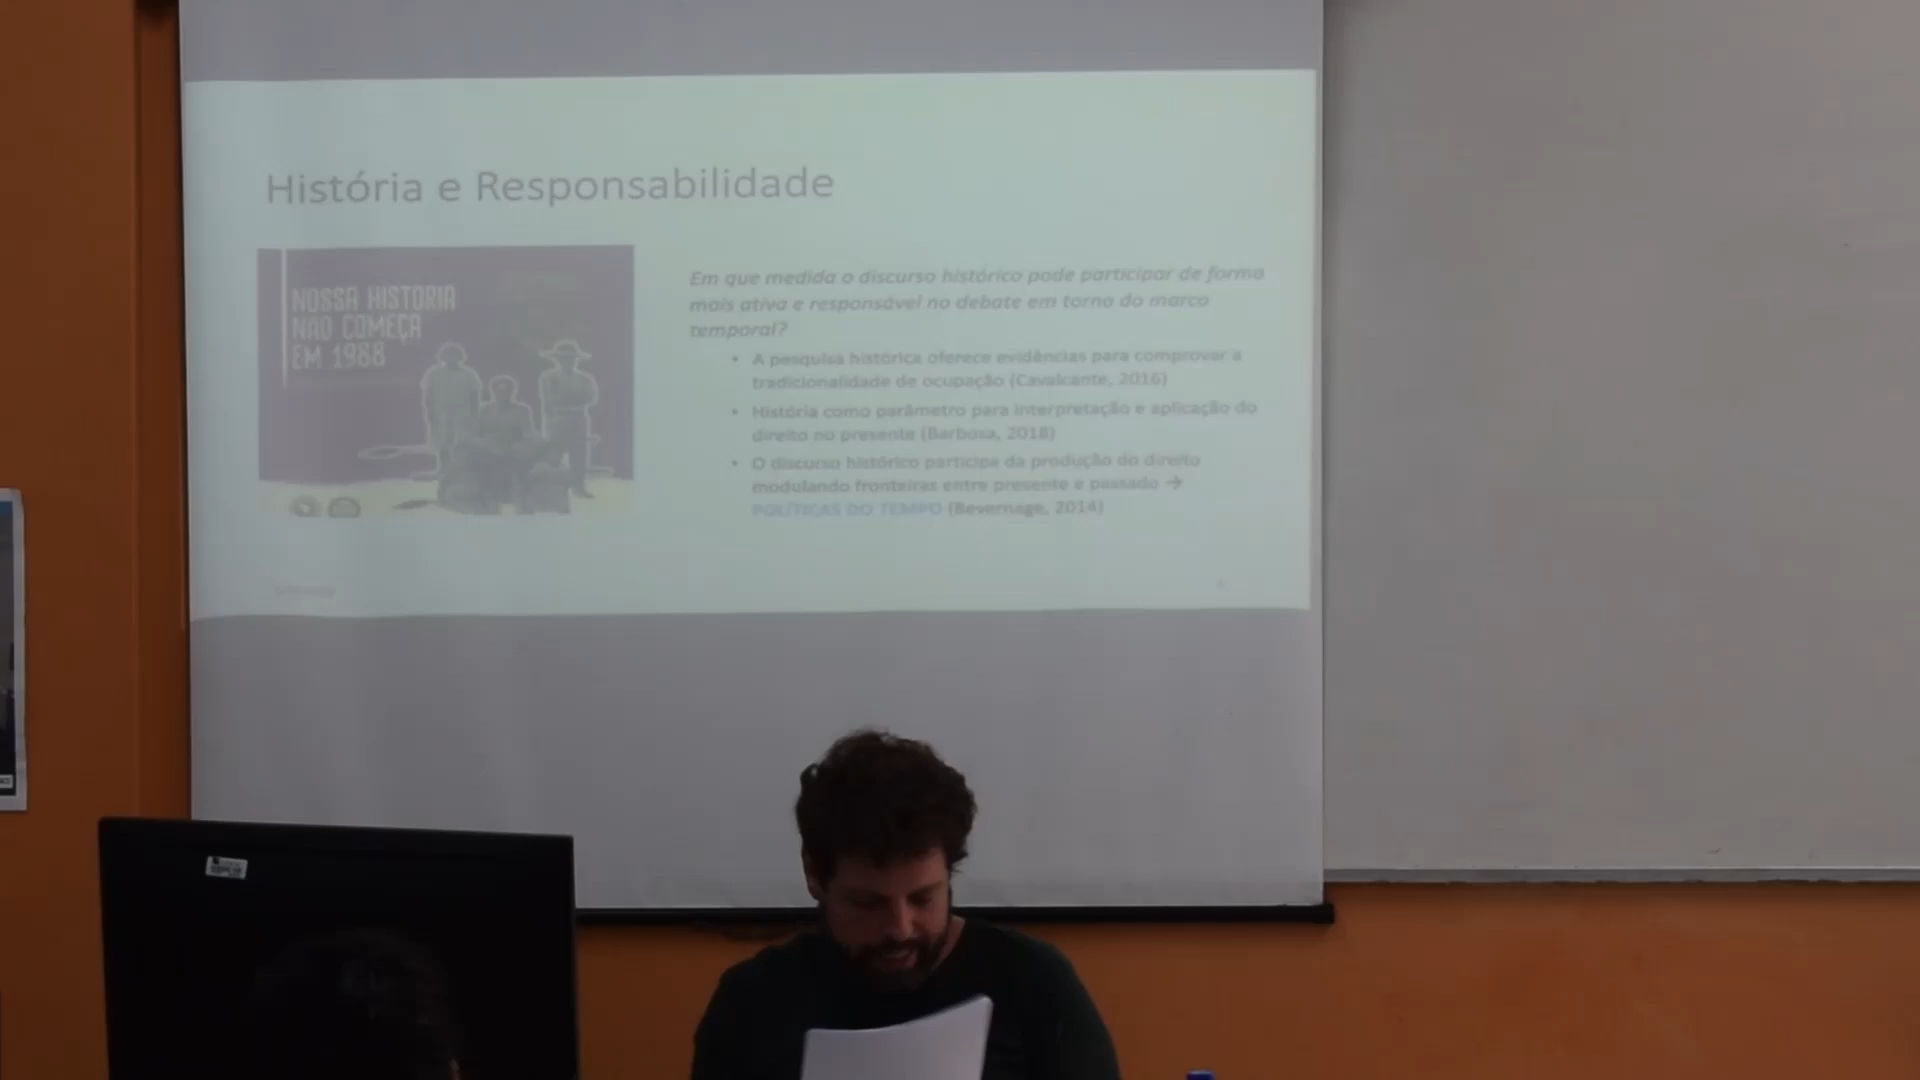 História e Responsabilidade
NOSSA HISTÓRIA
NÃO COMEÇA
EM 1988
Em que medida o discurso histórico pode participar de forma
mais ativa e responsável no debate em torno do marco
temporal?
• A pesquisa histórica oferece evidências para comprovar a
tradicionalidade de ocupação (Cavalcante, 2016)
• História como parâmetro para interpretação e aplicação do
direito no presente (Barbosa, 2018)
• O discurso histórico participa da produção do direito
modulando fronteiras entre presente e passado →
POLÍTICAS DO TEMPO (Bevernage, 2014)